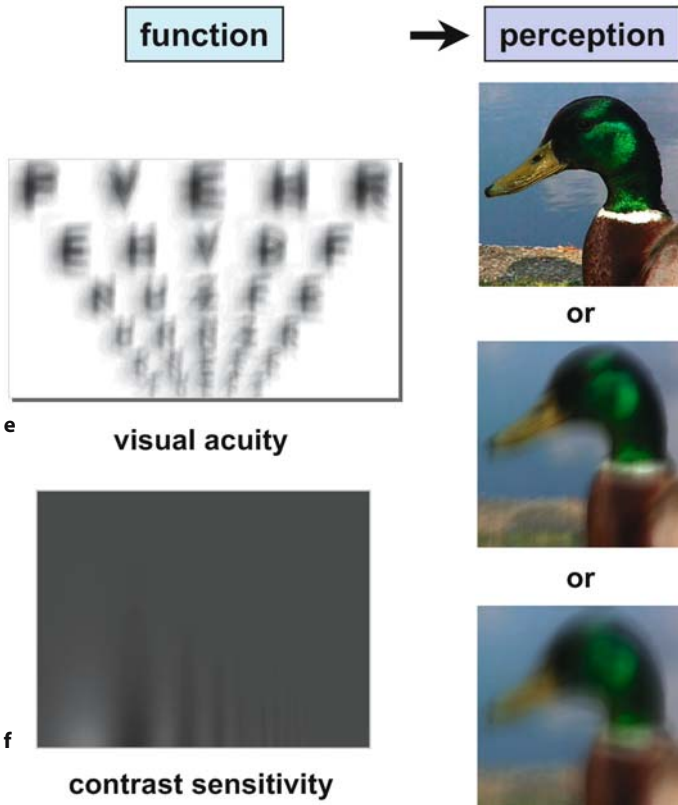 function
perception
F V E H R
E H V P F
N U Z F E
or
e
visual acuity
or
f
contrast sensitivity